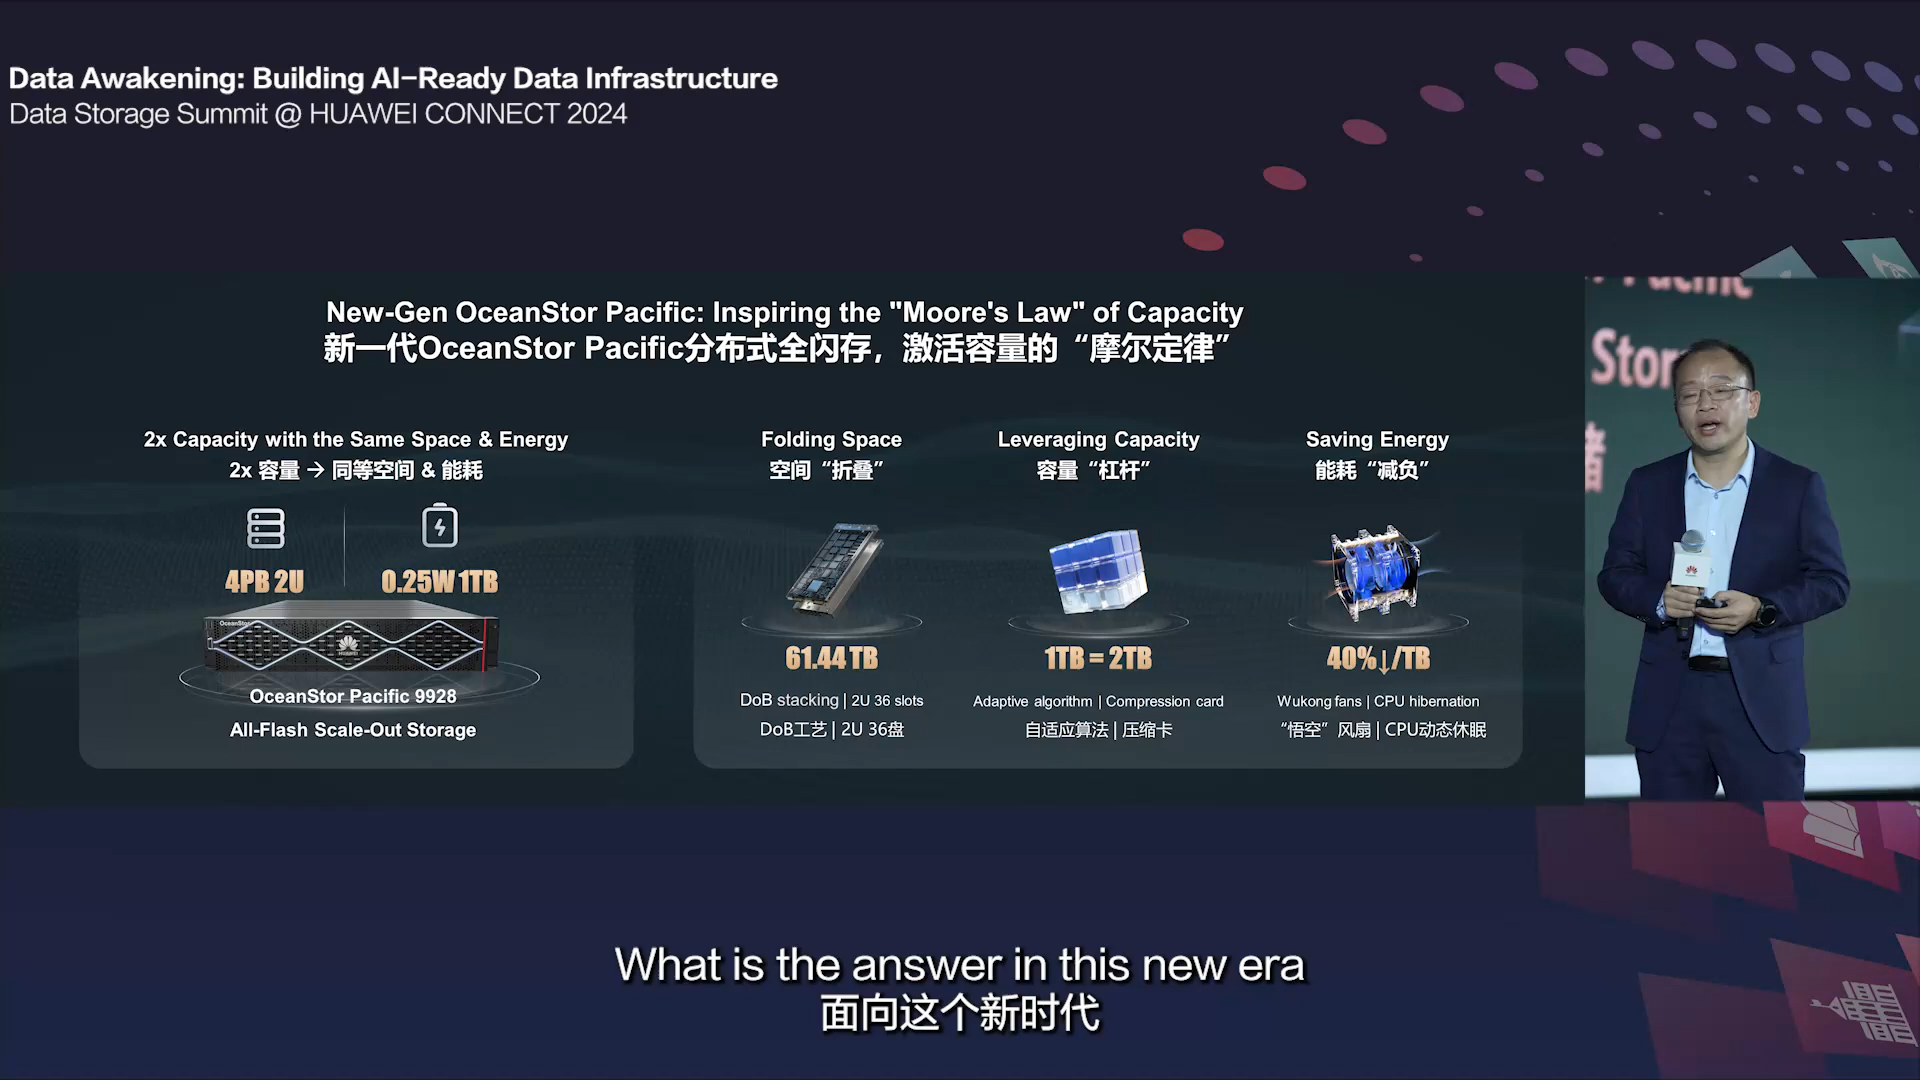 Data Awakening: Building AI-Ready Data Infrastructure
Data Storage Summit @ HUAWEI CONNECT 2024
New-Gen OceanStor Pacific: Inspiring the "Moore's Law" of Capacity
新一代OceanStor Pacific分布式全闪存，激活容量的“摩尔定律”
2x Capacity with the Same Space & Energy
2x 容量 → 同等空间 & 能耗
4PB 2U
0.25W 1TB
OceanStor
HUAWEI
OceanStor Pacific 9928
All-Flash Scale-Out Storage
Folding Space
空间“折叠”
61.44 TB
DoB stacking | 2U 36 slots
DoB工艺 | 2U 36盘
Leveraging Capacity
容量“杠杆”
1TB = 2TB
Adaptive algorithm | Compression card
自适应算法 | 压缩卡
Saving Energy
能耗“减负”
40%↓/TB
Wukong fans | CPU hibernation
“悟空”风扇 | CPU动态休眠
Pacific
Stor
储
What is the answer in this new era
面向这个新时代